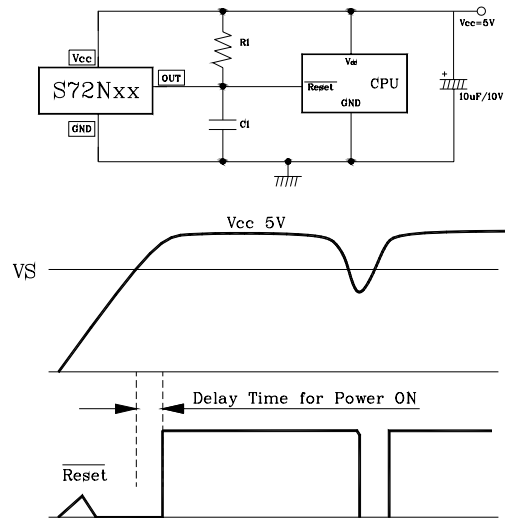 Vcc=5V
R1
Vcc
Vdd
S72Nxx
OUT
Reset
CPU
GND
10uF/10V
+
C1
GND
Vcc 5V
VS
Delay Time for Power ON
Reset